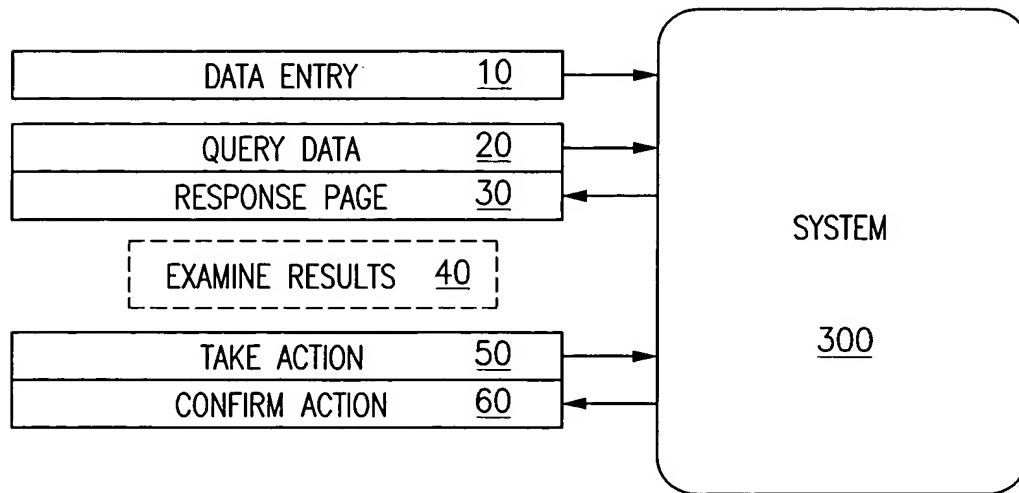 DATA ENTRY 10
QUERY DATA 20
RESPONSE PAGE 30
EXAMINE RESULTS 40
TAKE ACTION 50
CONFIRM ACTION 60
SYSTEM
300